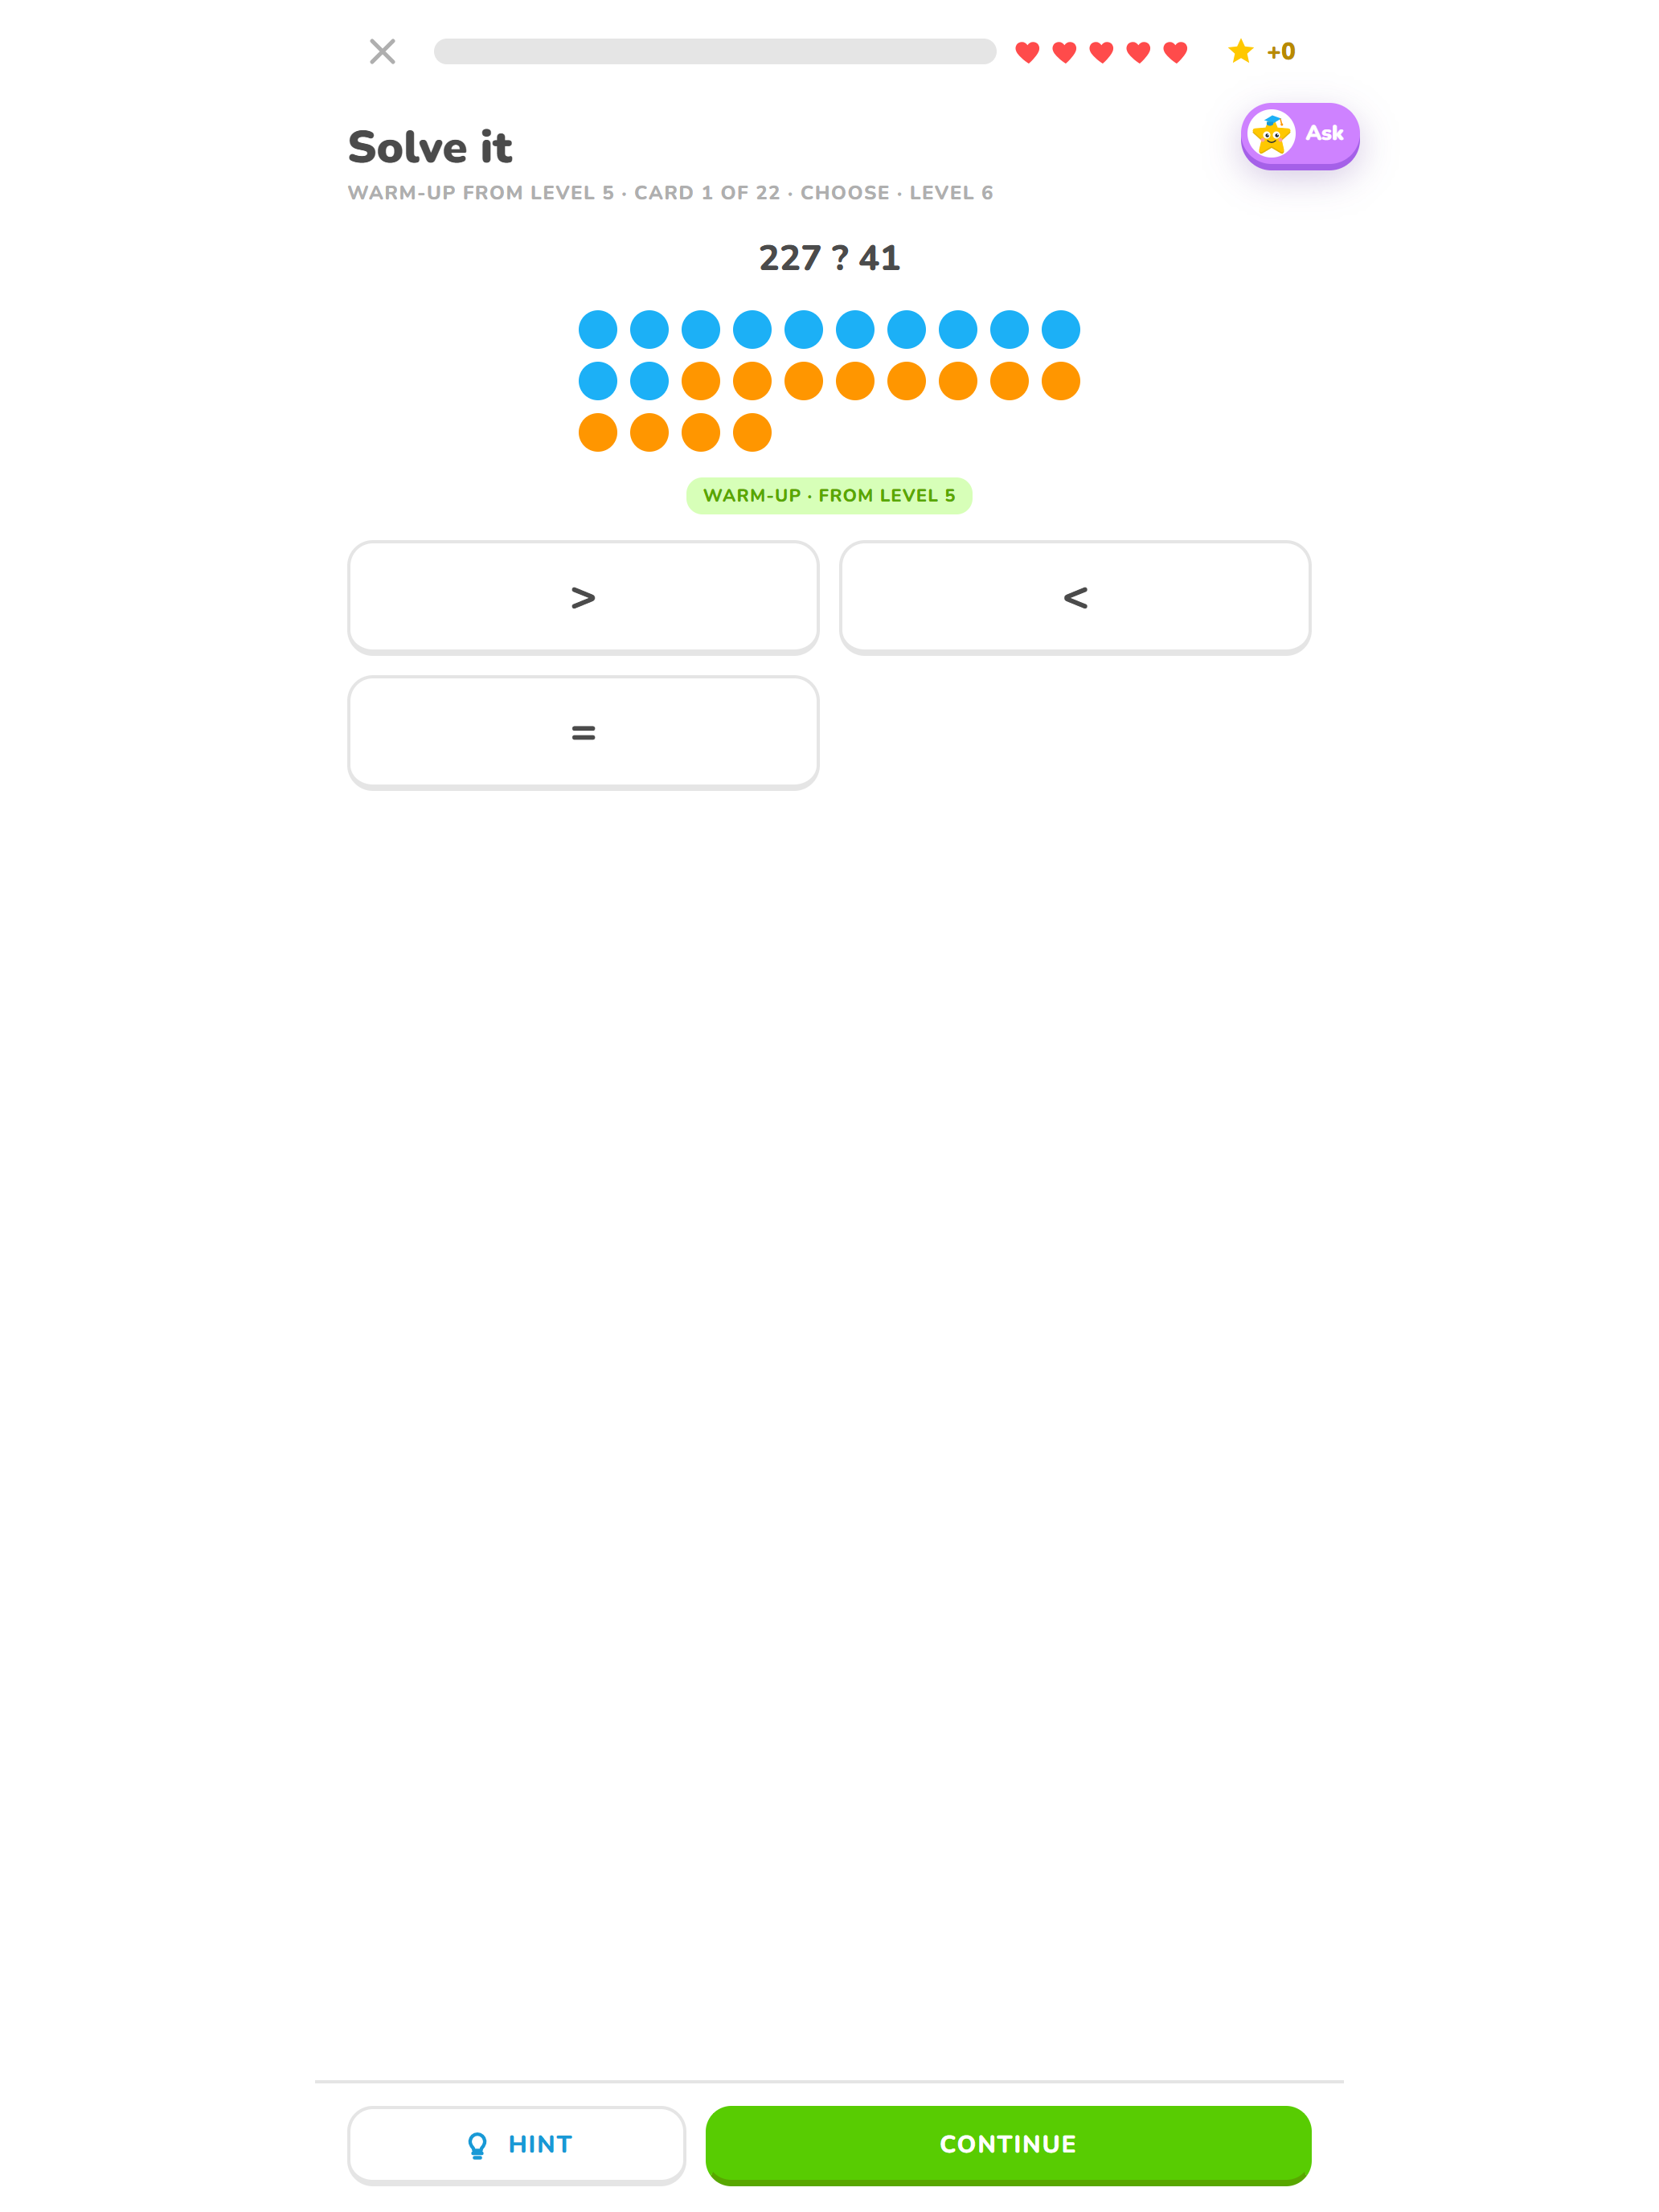 +0
Ask
Solve it
WARM-UP FROM LEVEL 5 · CARD 1 OF 22 · CHOOSE · LEVEL 6
227 ? 41
WARM-UP · FROM LEVEL 5
>
<
=
HINT
CONTINUE